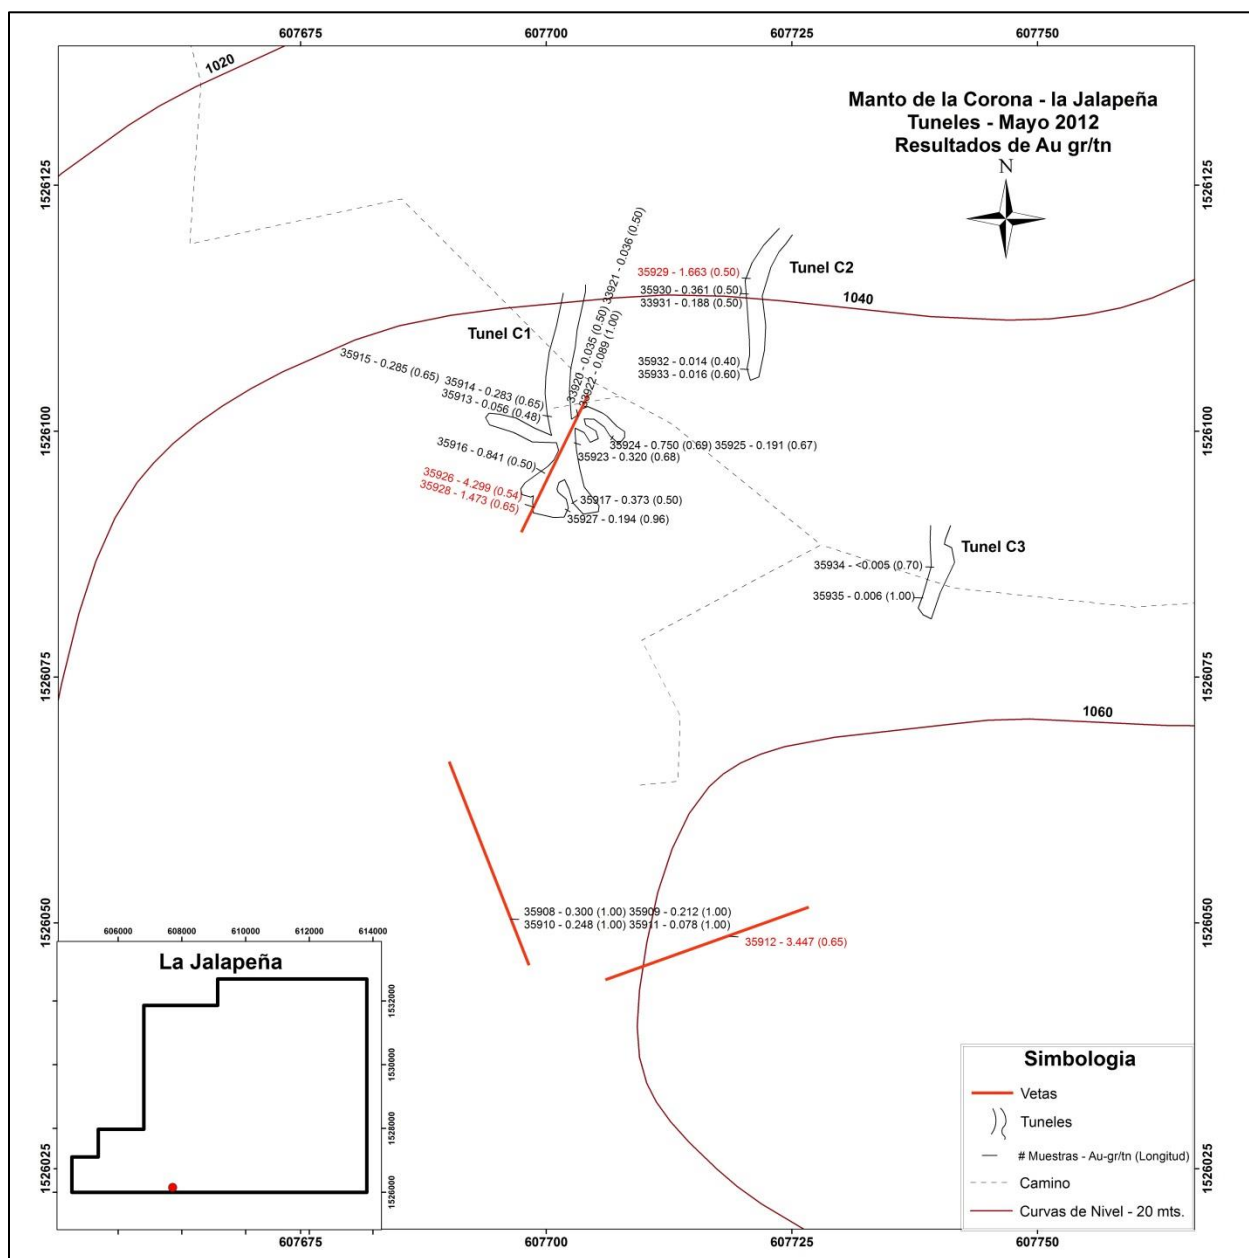 607675 607700 607725 607750
1020
Manto de la Corona - la Jalapeña
Tuneles - Mayo 2012
Resultados de Au gr/tn
N
1526125
1526125
Tunel C2
35929 - 1.663 (0.50)
35930 - 0.361 (0.50)
33931 - 0.188 (0.50)
1040
33920 - 0.035 (0.50) 33921 - 0.036 (0.50)
33922 - 0.089 (1.00)
Tunel C1
35915 - 0.285 (0.65) 35914 - 0.283 (0.65)
35913 - 0.056 (0.48)
35932 - 0.014 (0.40)
35933 - 0.016 (0.60)
1526100
1526100
35924 - 0.750 (0.69) 35925 - 0.191 (0.67)
35923 - 0.320 (0.68)
35916 - 0.841 (0.50)
35926 - 4.299 (0.54)
35928 - 1.473 (0.65)
35917 - 0.373 (0.50)
35927 - 0.194 (0.96)
Tunel C3
35934 - <0.005 (0.70)
35935 - 0.006 (1.00)
1526075
1526075
1060
35908 - 0.300 (1.00) 35909 - 0.212 (1.00)
35910 - 0.248 (1.00) 35911 - 0.078 (1.00)
35912 - 3.447 (0.65)
1526050
1526050
606000 608000 610000 612000 614000
La Jalapeña
1532000
1530000
1528000
1526000
1526025
1526025
Simbologia
Vetas
Tuneles
# Muestras - Au-gr/tn (Longitud)
Camino
Curvas de Nivel - 20 mts.
607675 607700 607725 607750